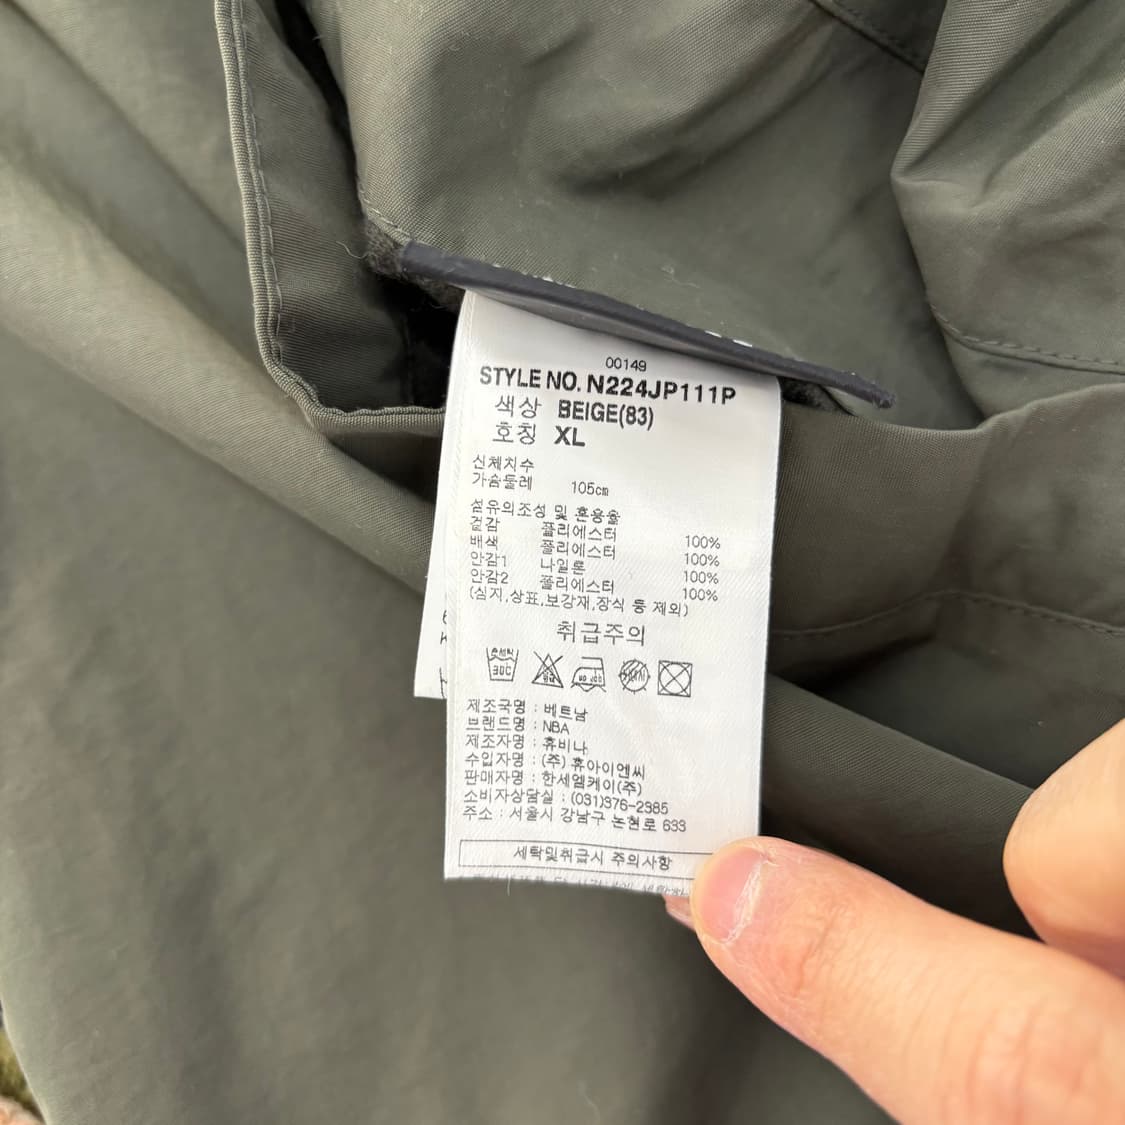 00149
STYLE NO. N224JP111P
색상 BEIGE(83)
호칭 XL
신체치수
가슴둘레 105cm
섬유의조성 및 혼용율
겉감 폴리에스터 100%
배색 폴리에스터 100%
안감1 나일론 100%
안감2 폴리에스터 100%
(심지,상표,보강재,장식 등 제외)
취급주의
제조국명 : 베트남
브랜드명 : NBA
제조자명 : 휴비나
수입자명 : (주) 휴아이엔씨
판매자명 : 한세엠케이(주)
소비자상담실 : (031)376-2385
주소 : 서울시 강남구 논현로 633
세탁및취급시 주의사항